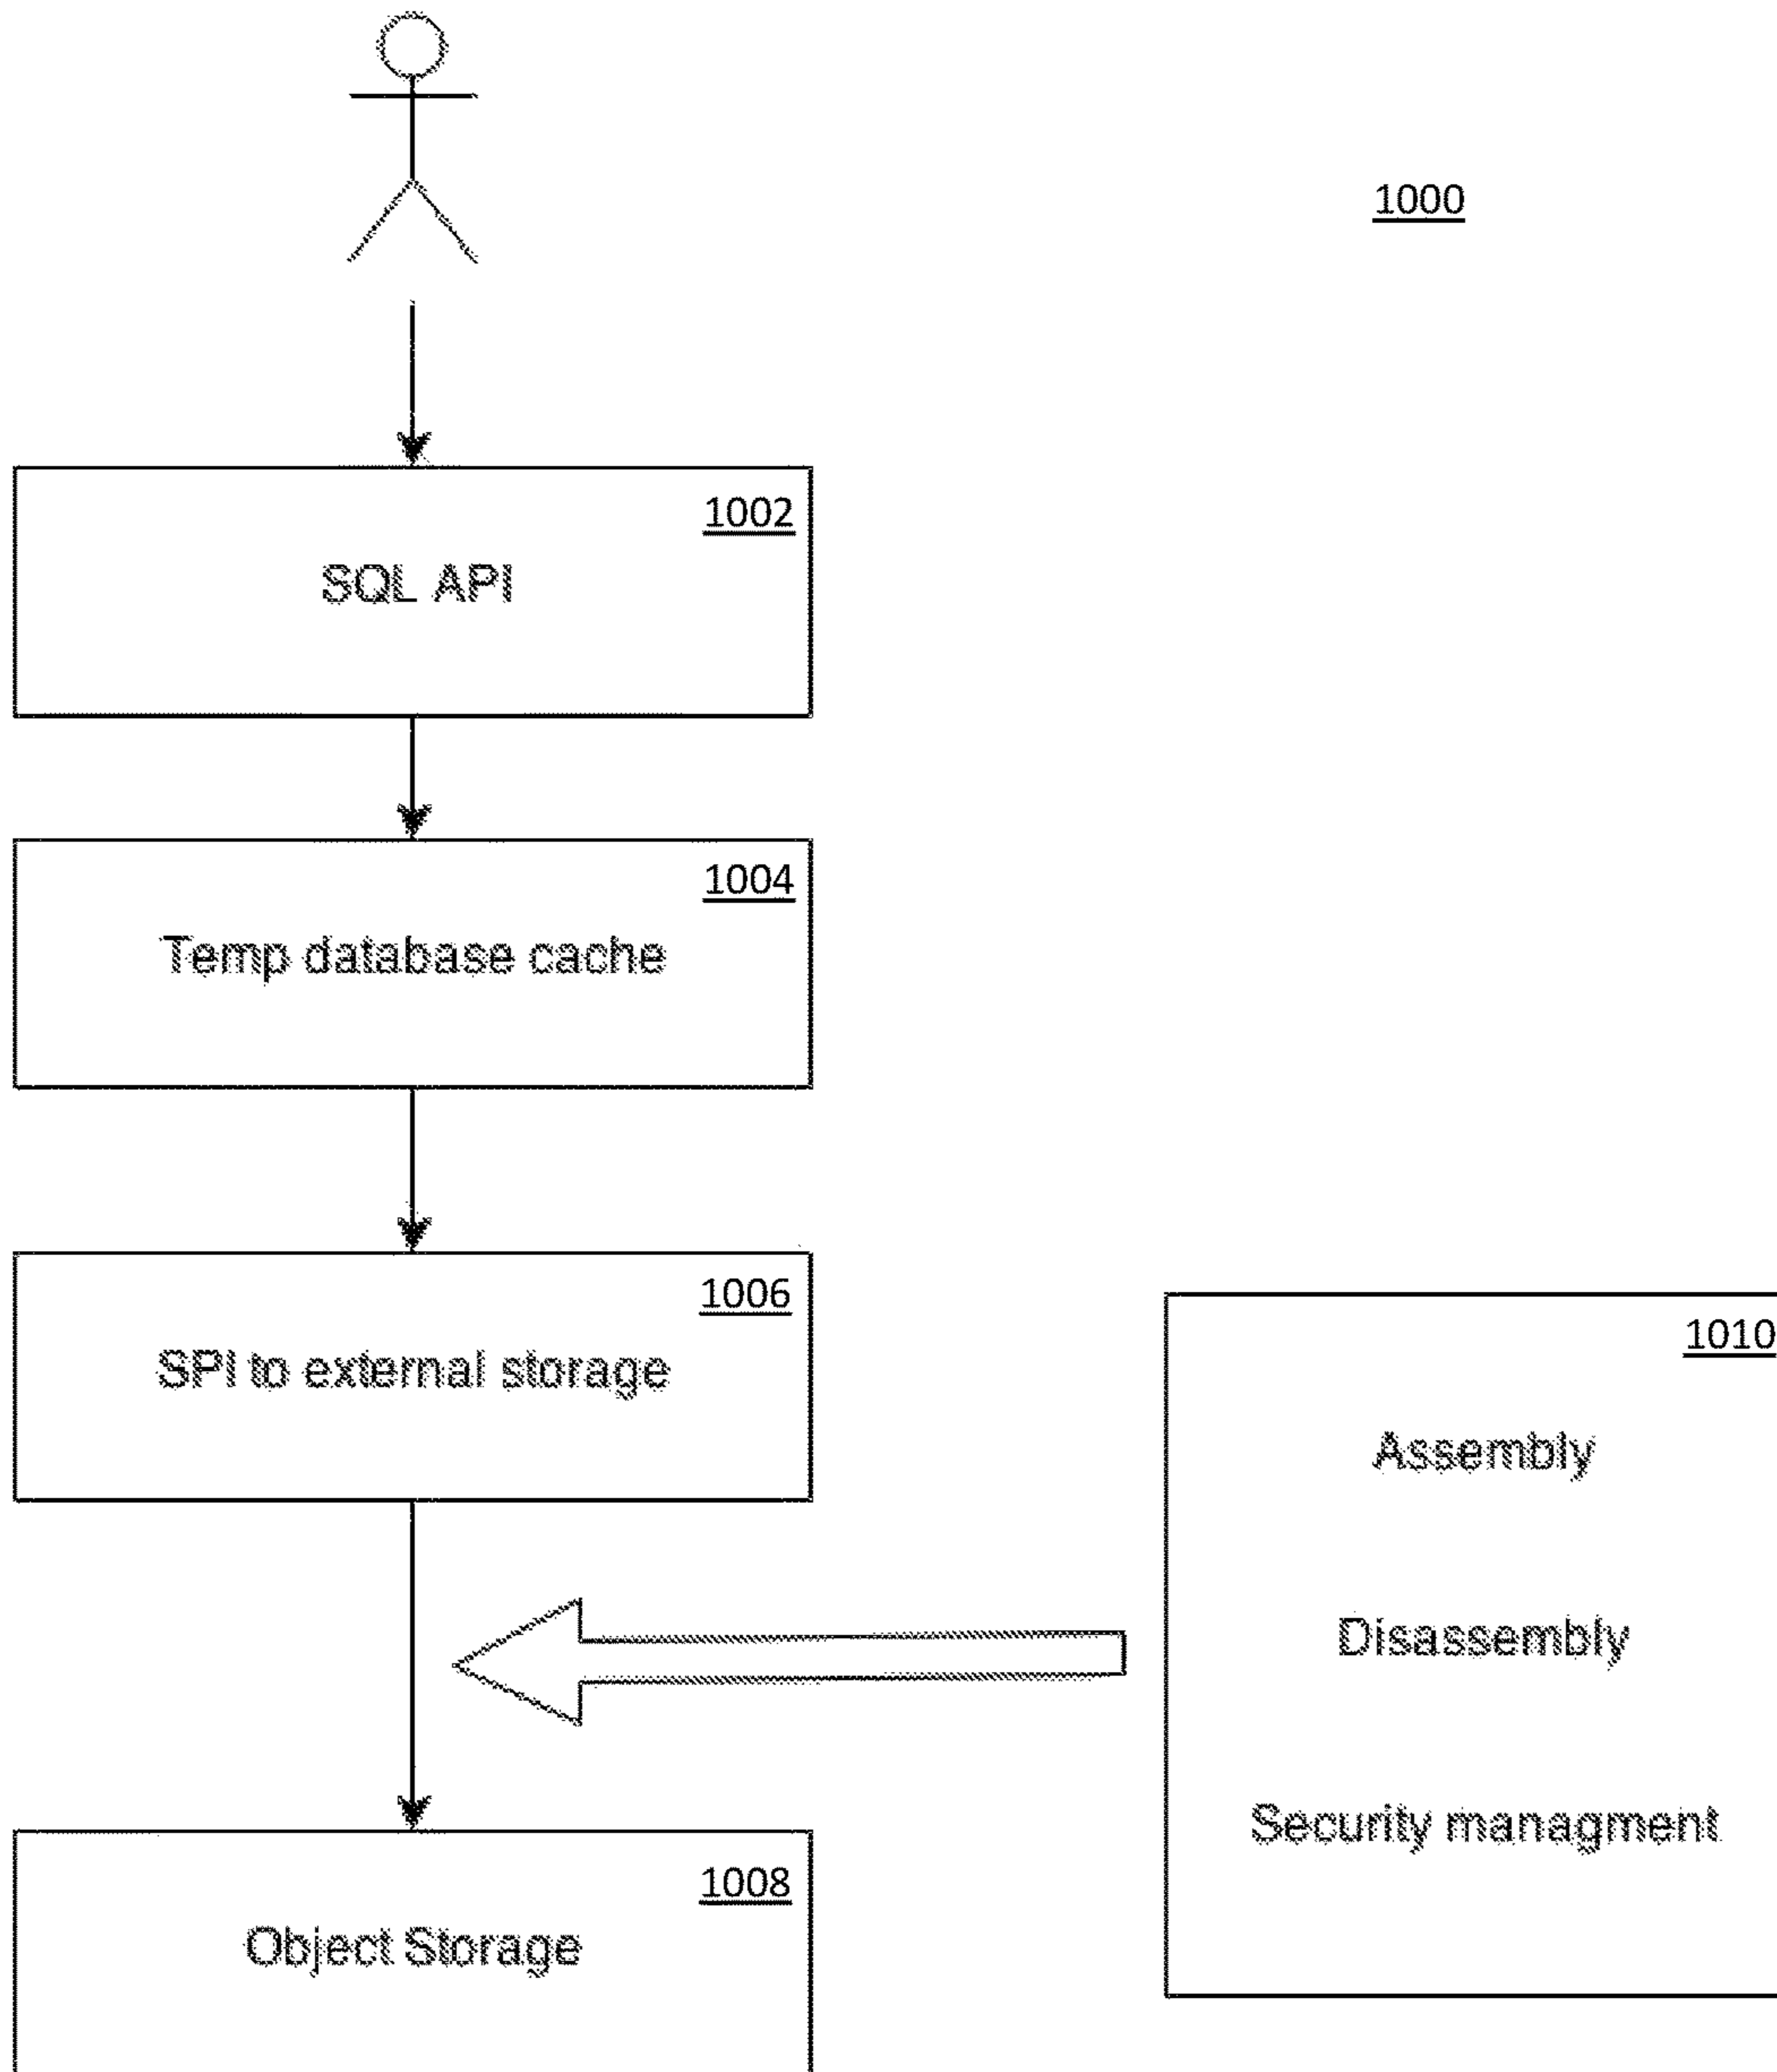 1000
1002
SQL API
1004
Temp database cache
1006
SPI to external storage
1010
Assembly
Disassembly
Security managment
1008
Object Storage